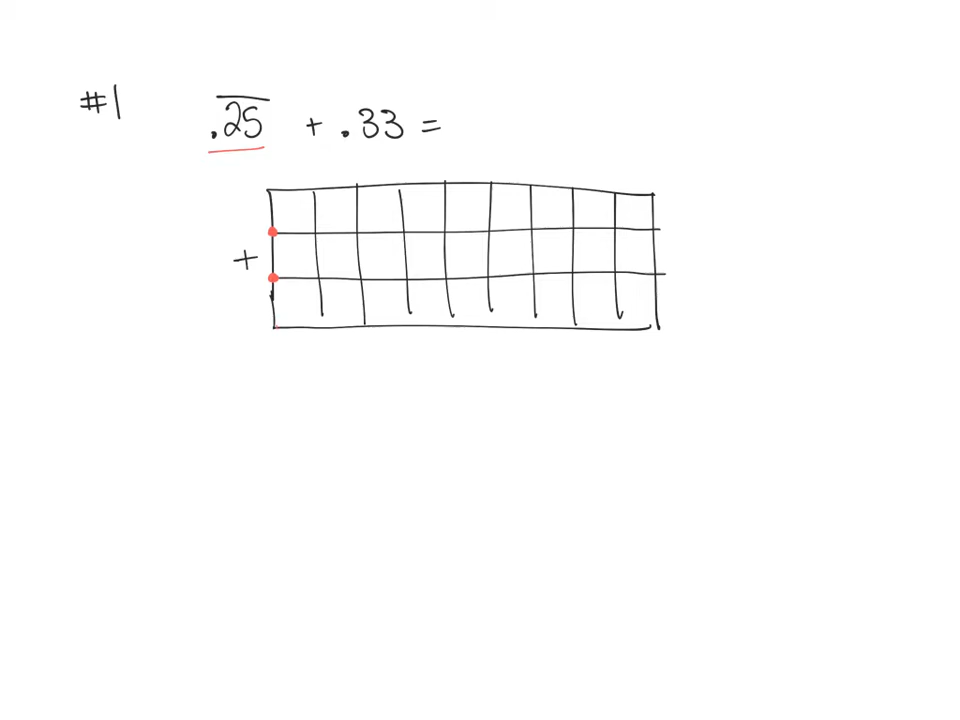 #1 .25 + .33 =
+